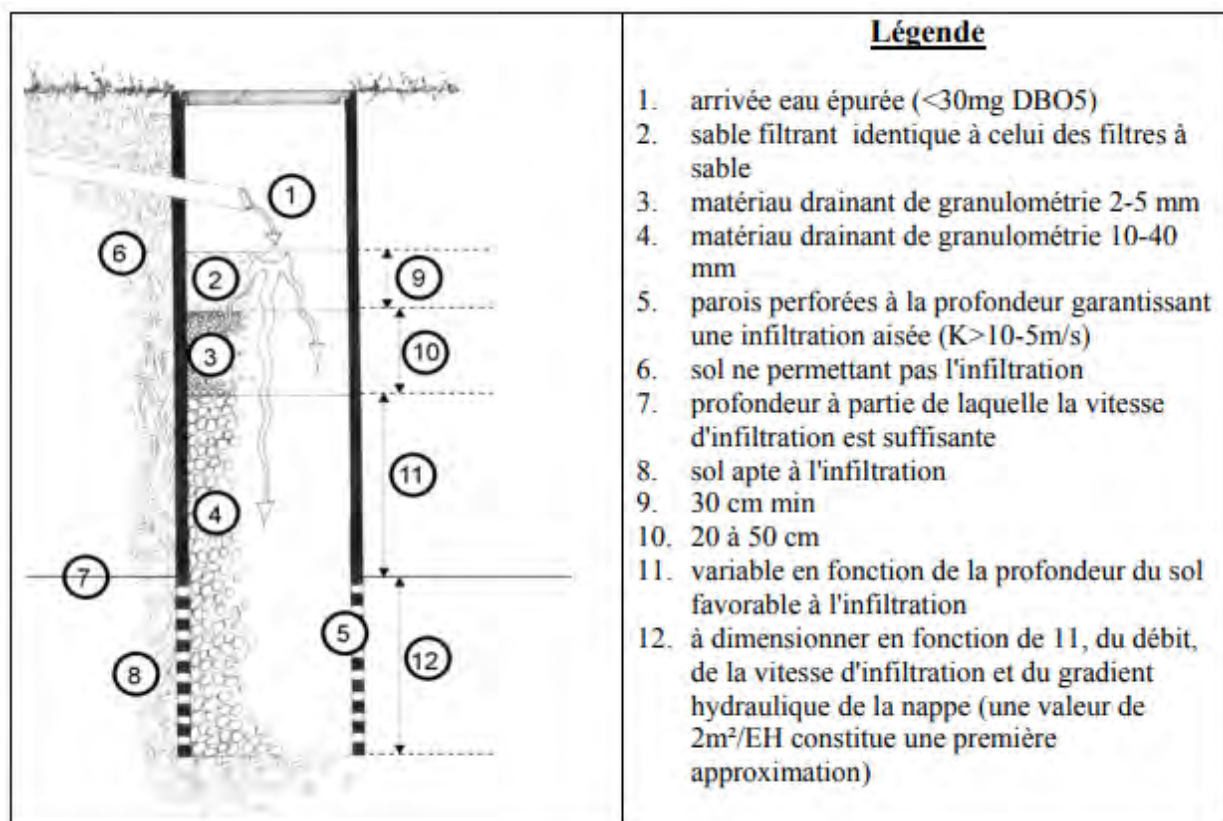 1
6
2
9
3
10
11
4
7
5
8
12
Légende
1. arrivée eau épurée (<30mg DBO5)
2. sable filtrant identique à celui des filtres à
sable
3. matériau drainant de granulométrie 2-5 mm
4. matériau drainant de granulométrie 10-40
mm
5. parois perforées à la profondeur garantissant
une infiltration aisée (K>10-5m/s)
6. sol ne permettant pas l'infiltration
7. profondeur à partie de laquelle la vitesse
d'infiltration est suffisante
8. sol apte à l'infiltration
9. 30 cm min
10. 20 à 50 cm
11. variable en fonction de la profondeur du sol
favorable à l'infiltration
12. à dimensionner en fonction de 11, du débit,
de la vitesse d'infiltration et du gradient
hydraulique de la nappe (une valeur de
2m²/EH constitue une première
approximation)